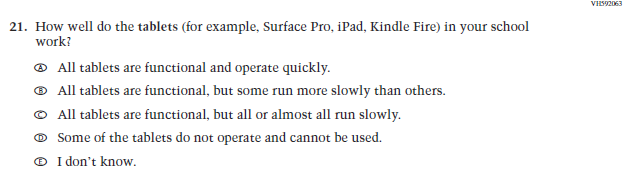 VH592063
21. How well do the tablets (for example, Surface Pro, iPad, Kindle Fire) in your school
work?
Ⓐ All tablets are functional and operate quickly.
Ⓑ All tablets are functional, but some run more slowly than others.
Ⓒ All tablets are functional, but all or almost all run slowly.
Ⓓ Some of the tablets do not operate and cannot be used.
Ⓔ I don't know.